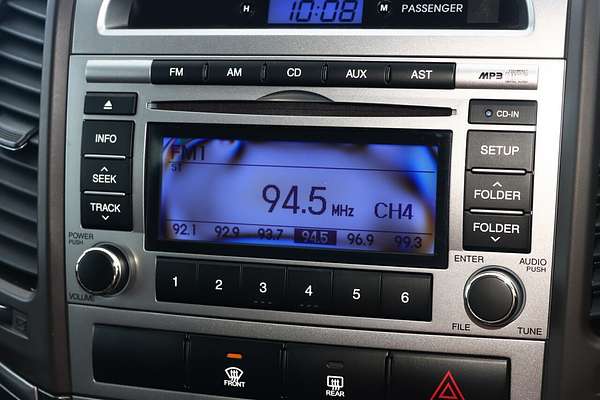 H 10:08 M PASSENGER
FM AM CD AUX AST MP3
CD-IN
INFO
SEEK
TRACK
FM1
ST
94.5 MHz CH4
92.1 92.9 93.7 94.5 96.9 99.3
SETUP
FOLDER
FOLDER
POWER
PUSH
VOLUME
1 2 3 4 5 6
ENTER
AUDIO
PUSH
FILE
TUNE
FRONT
REAR